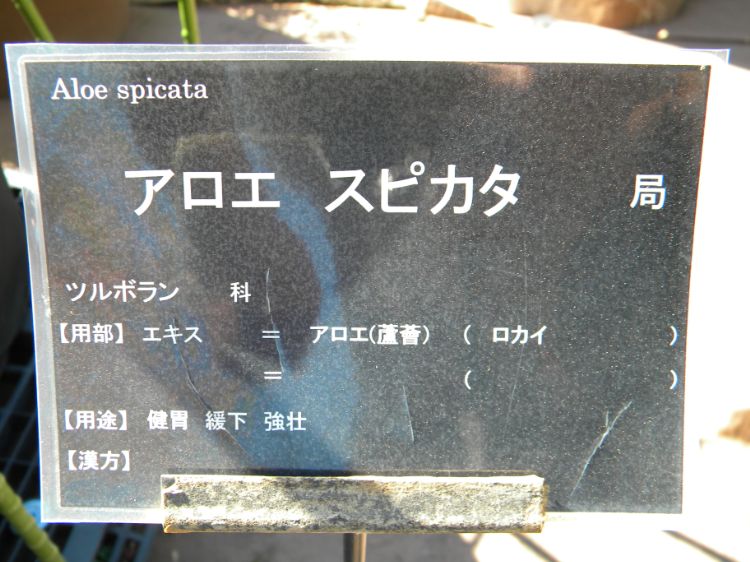 Aloe spicata
アロエ スピカタ 局
ツルボラン 科
【用部】 エキス = アロエ(蘆薈) ( ロカイ )
= ( )
【用途】 健胃 緩下 強壮
【漢方】